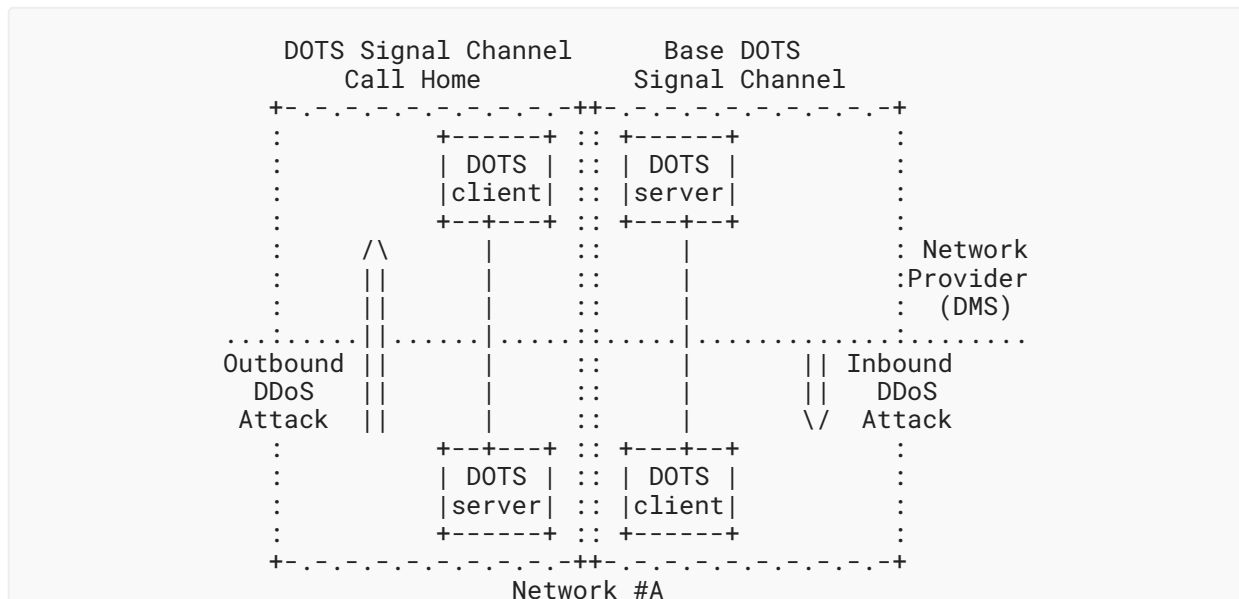 DOTS Signal Channel      Base DOTS
    Call Home          Signal Channel
+-.-.-.-.-.-.-.-.-.-++-.-.-.-.-.-.-.-.-.-+
:          +------+ :: +------+          :
:          | DOTS | :: | DOTS |          :
:          |client| :: |server|          :
:          +--+---+ :: +---+--+          :
:     /\      |     ::     |             : Network
:     ||      |     ::     |             :Provider
:     ||      |     ::     |             :  (DMS)
.........||......|.....::.....|.....................
Outbound ||      |     ::     |       || Inbound
  DDoS   ||      |     ::     |       ||   DDoS
 Attack  ||      |     ::     |       \/  Attack
:          +--+---+ :: +---+--+          :
:          | DOTS | :: | DOTS |          :
:          |server| :: |client|          :
:          +------+ :: +------+          :
+-.-.-.-.-.-.-.-.-.-++-.-.-.-.-.-.-.-.-.-+
Network #A